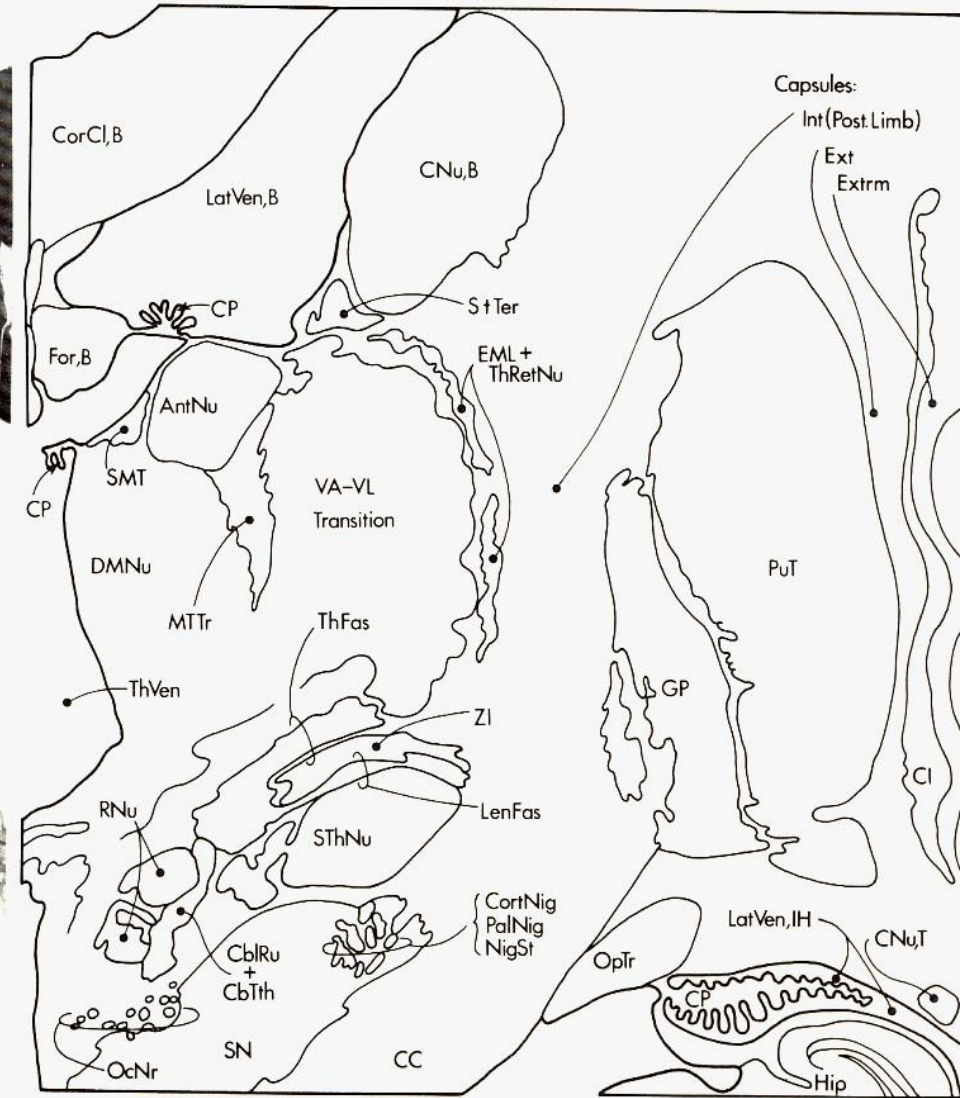 Capsules:
Int(Post.Limb)
Ext
Extrm
CorCl,B
LatVen,B
CNu,B
CP
StTer
For,B
EML +
ThRetNu
AntNu
SMT
CP
VA-VL
Transition
DMNu
PuT
MTTr
ThFas
ThVen
GP
ZI
Cl
RNu
LenFas
SThNu
CortNig
PalNig
NigSt
LatVen,IH
CNu,T
CblRu
+
CbTth
OpTr
CP
SN
CC
OcNr
Hip